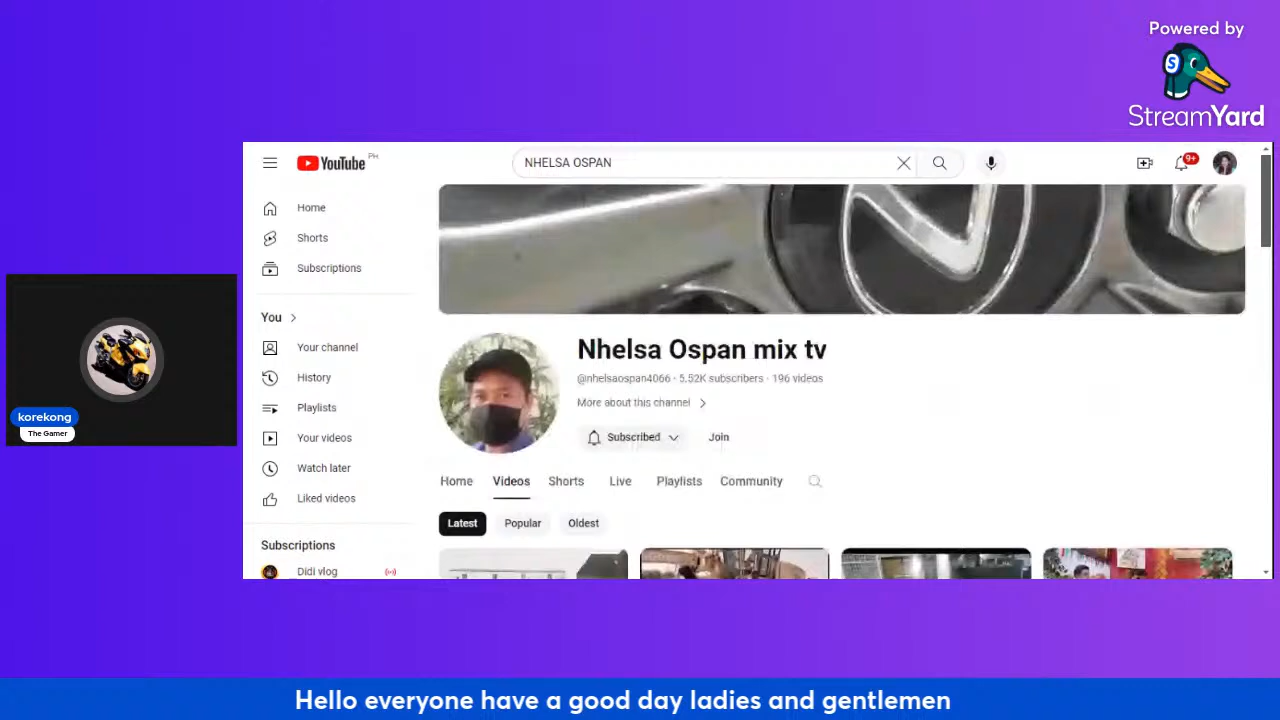 Powered by
StreamYard
YouTube PH
NHELSA OSPAN
9+
Home
Shorts
Subscriptions
You
Your channel
History
Playlists
Your videos
Watch later
Liked videos
Subscriptions
Didi vlog
Nhelsa Ospan mix tv
@nhelsaospan4066 · 5.52K subscribers · 196 videos
More about this channel
Subscribed
Join
Home Videos Shorts Live Playlists Community
Latest Popular Oldest
korekong
The Gamer
Hello everyone have a good day ladies and gentlemen